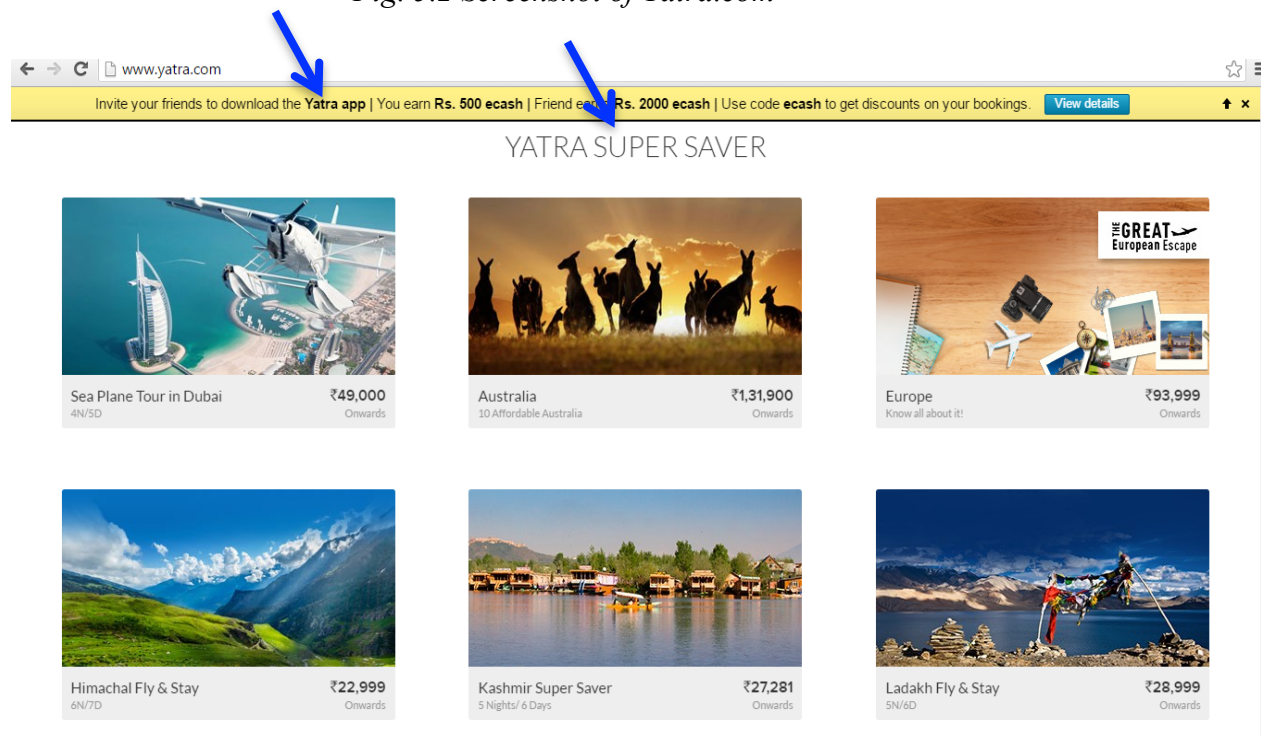 www.yatra.com
Invite your friends to download the Yatra app | You earn Rs. 500 ecash | Friend Rs. 2000 ecash | Use code ecash to get discounts on your bookings. View details
YATRA SUPER SAVER
THE GREAT
European Escape
Sea Plane Tour in Dubai ₹49,000
4N/5D Onwards
Australia ₹1,31,900
10 Affordable Australia Onwards
Europe ₹93,999
Know all about it! Onwards
Himachal Fly & Stay ₹22,999
6N/7D Onwards
Kashmir Super Saver ₹27,281
5 Nights/ 6 Days Onwards
Ladakh Fly & Stay ₹28,999
5N/6D Onwards